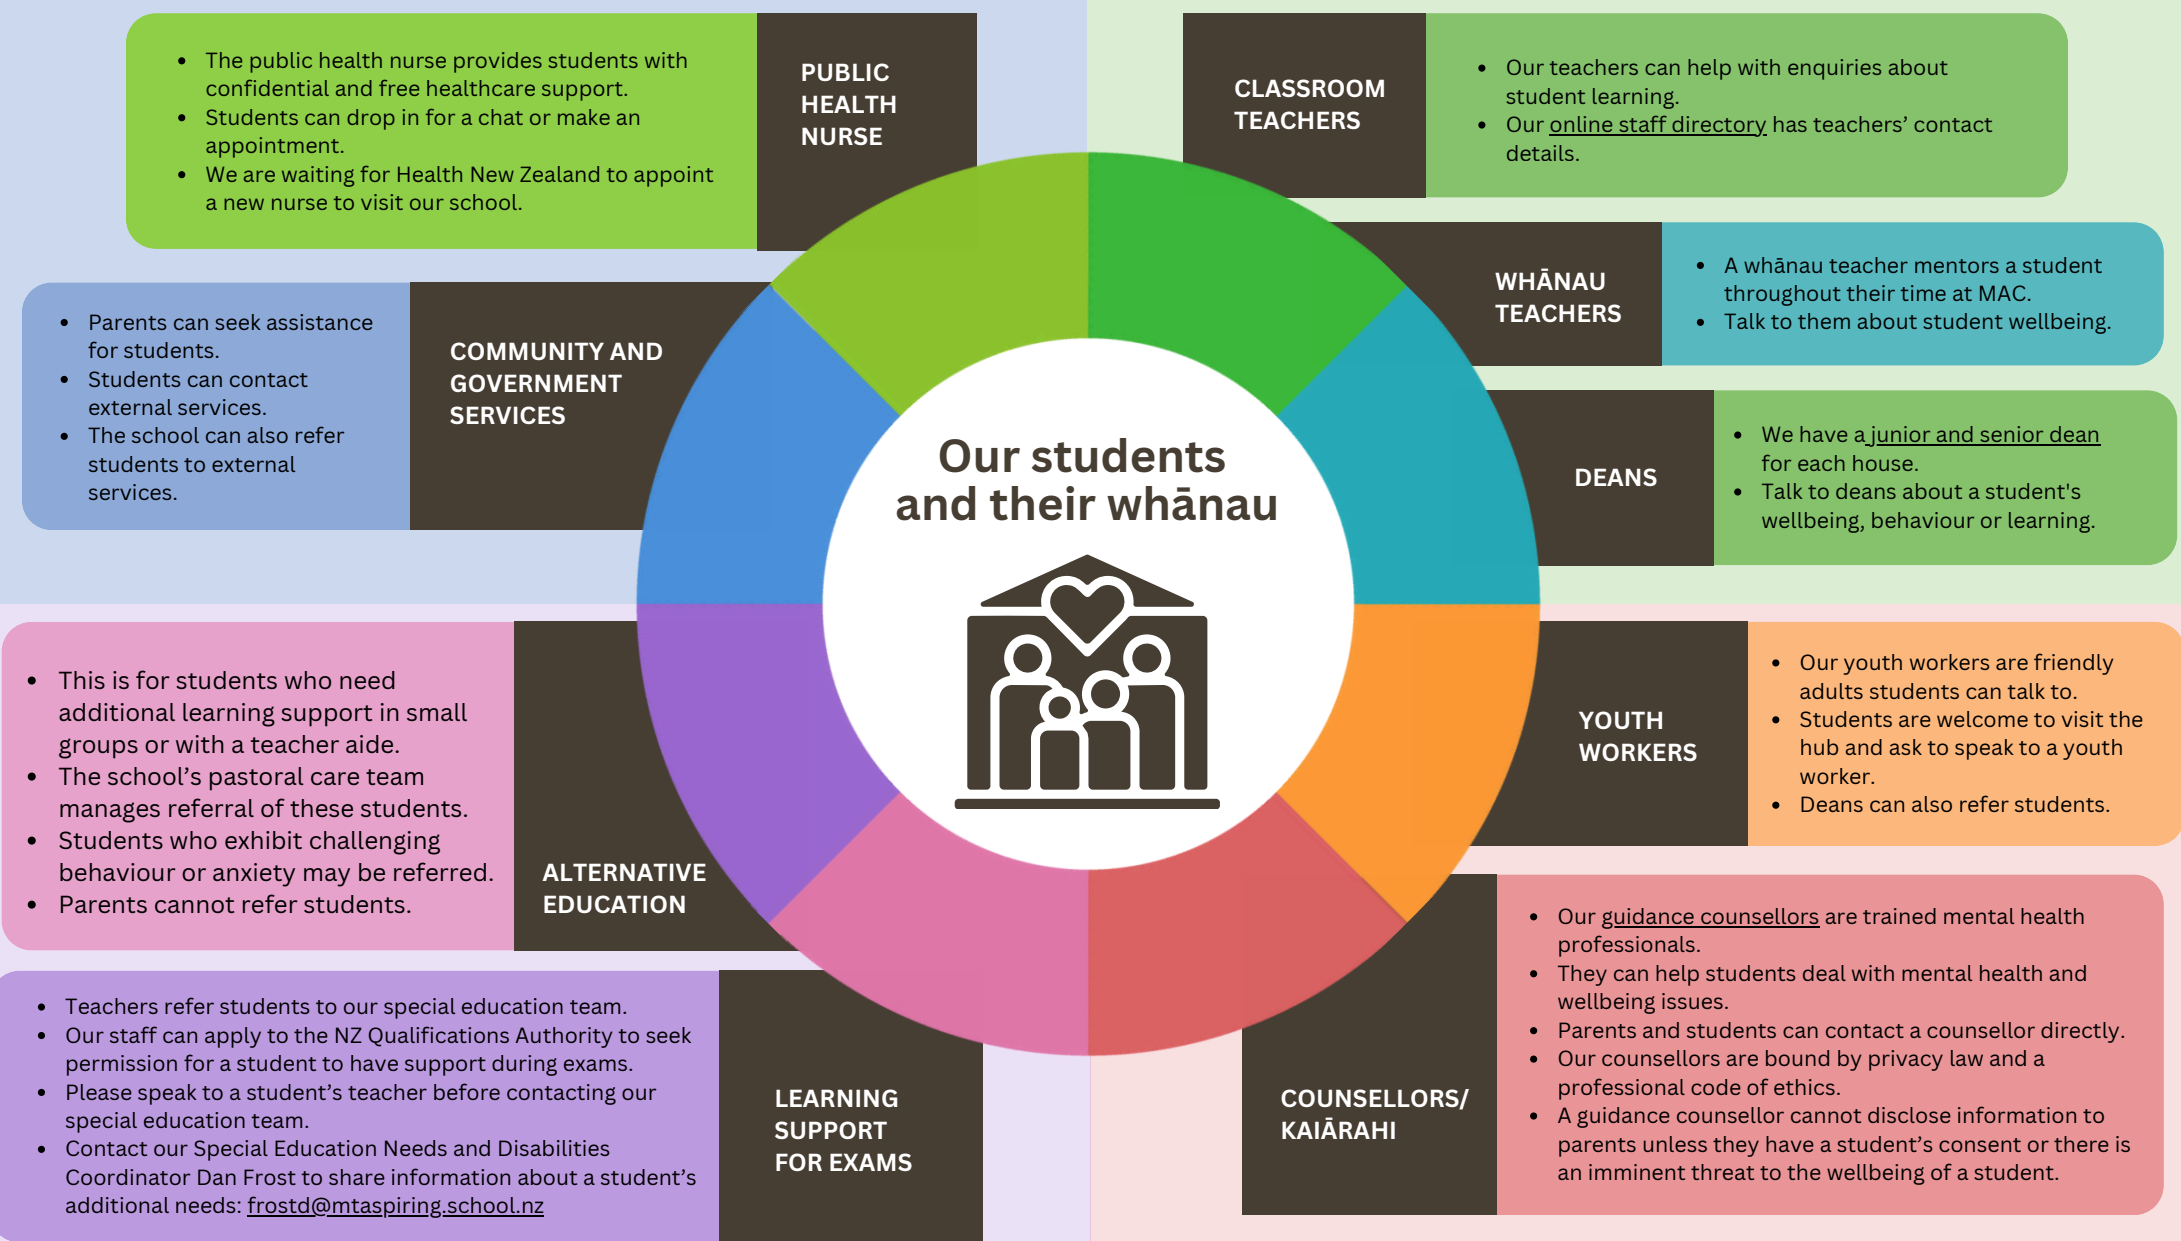 • The public health nurse provides students with
confidential and free healthcare support.
• Students can drop in for a chat or make an
appointment.
• We are waiting for Health New Zealand to appoint
a new nurse to visit our school.
PUBLIC
HEALTH
NURSE
CLASSROOM
TEACHERS
• Our teachers can help with enquiries about
student learning.
• Our online staff directory has teachers’ contact
details.
WHĀNAU
TEACHERS
• A whānau teacher mentors a student
throughout their time at MAC.
• Talk to them about student wellbeing.
• Parents can seek assistance
for students.
• Students can contact
external services.
• The school can also refer
students to external
services.
COMMUNITY AND
GOVERNMENT
SERVICES
DEANS
• We have a junior and senior dean
for each house.
• Talk to deans about a student's
wellbeing, behaviour or learning.
Our students
and their whānau
• This is for students who need
additional learning support in small
groups or with a teacher aide.
• The school’s pastoral care team
manages referral of these students.
• Students who exhibit challenging
behaviour or anxiety may be referred.
• Parents cannot refer students.
ALTERNATIVE
EDUCATION
YOUTH
WORKERS
• Our youth workers are friendly
adults students can talk to.
• Students are welcome to visit the
hub and ask to speak to a youth
worker.
• Deans can also refer students.
• Teachers refer students to our special education team.
• Our staff can apply to the NZ Qualifications Authority to seek
permission for a student to have support during exams.
• Please speak to a student’s teacher before contacting our
special education team.
• Contact our Special Education Needs and Disabilities
Coordinator Dan Frost to share information about a student’s
additional needs: frostd@mtaspiring.school.nz
LEARNING
SUPPORT
FOR EXAMS
COUNSELLORS/
KAIĀRAHI
• Our guidance counsellors are trained mental health
professionals.
• They can help students deal with mental health and
wellbeing issues.
• Parents and students can contact a counsellor directly.
• Our counsellors are bound by privacy law and a
professional code of ethics.
• A guidance counsellor cannot disclose information to
parents unless they have a student’s consent or there is
an imminent threat to the wellbeing of a student.